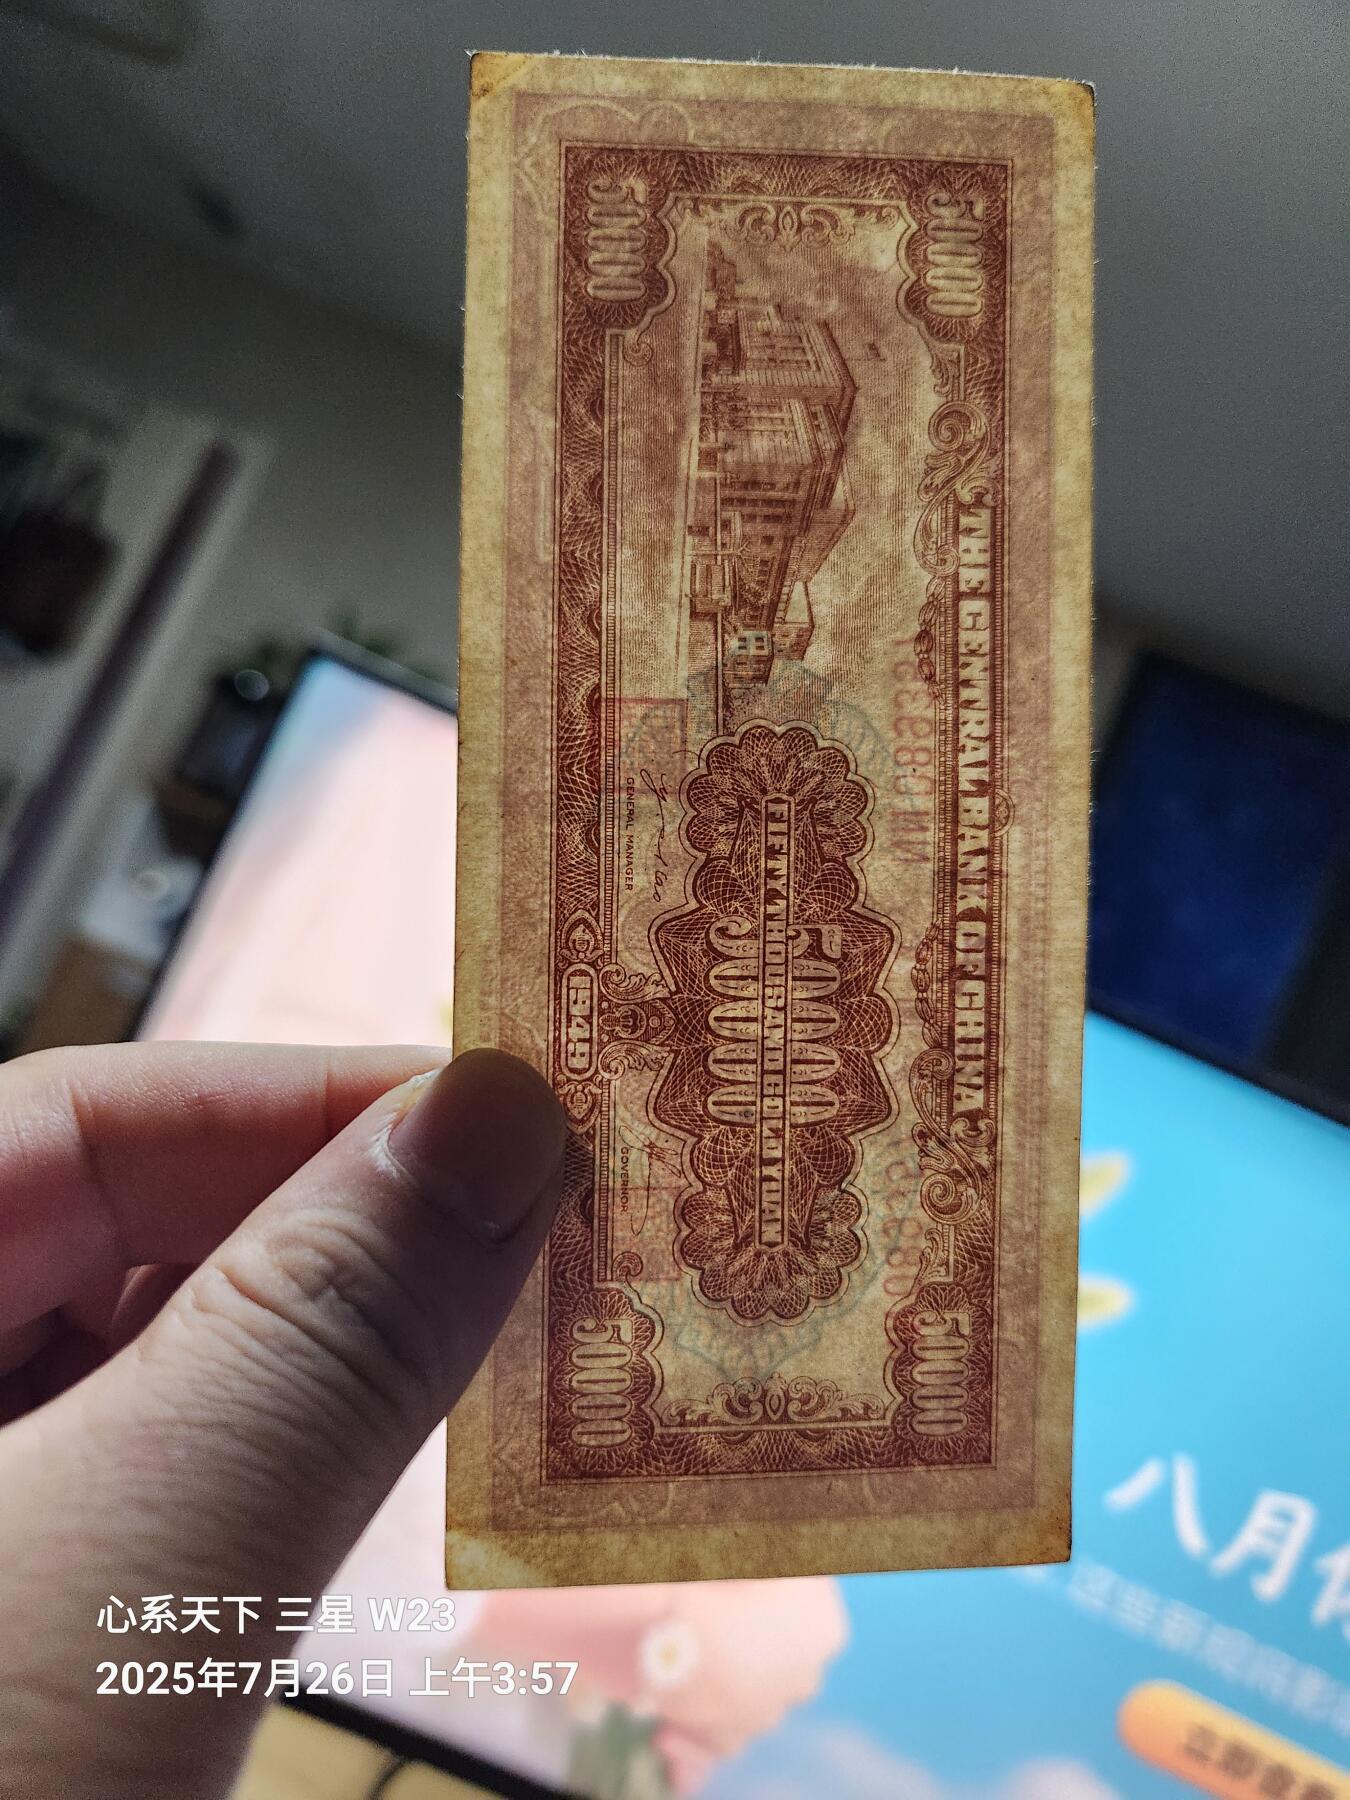 50000
50000
THE CENTRAL BANK OF CHINA
FIFTY THOUSAND GOLD YUAN
50000
GENERAL MANAGER
GOVERNOR
1949
50000
50000
八月
心系天下 三星 W23
2025年7月26日 上午3:57